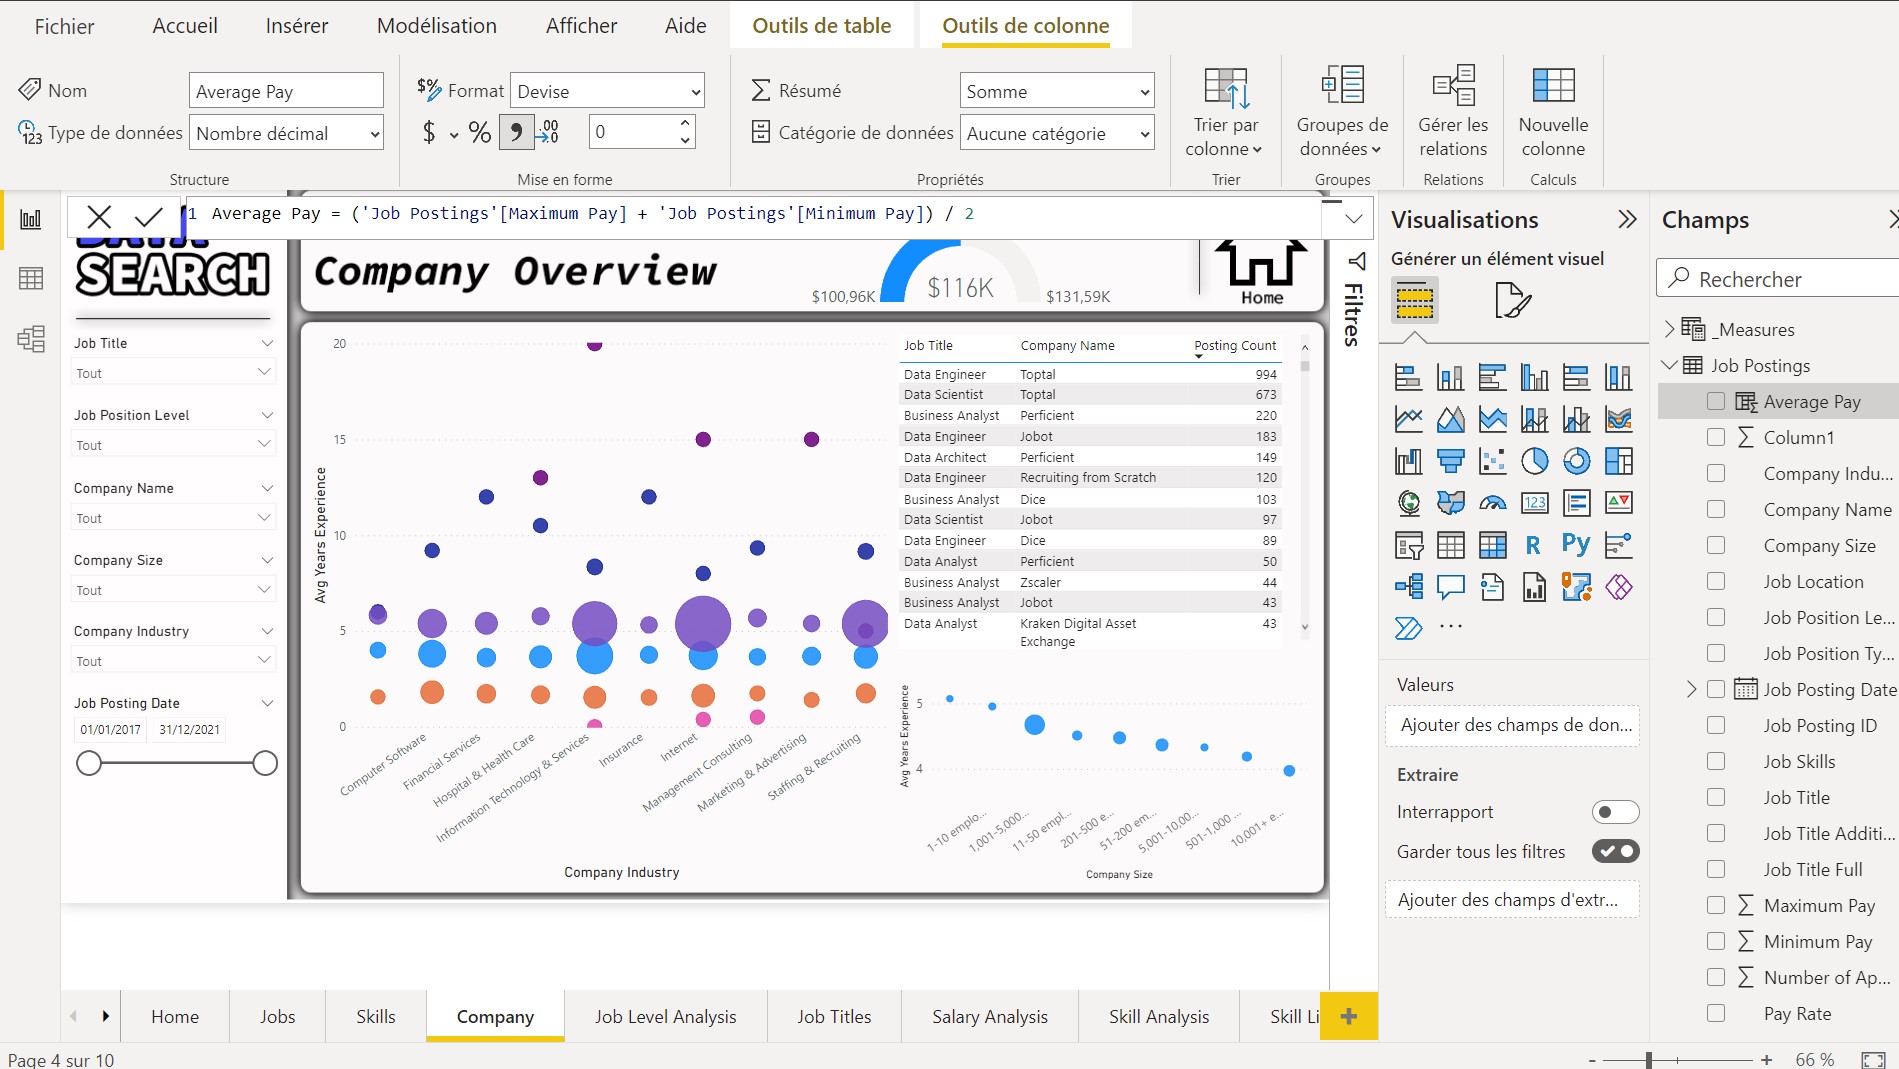 Fichier Accueil Insérer Modélisation Afficher Aide Outils de table Outils de colonne
Nom Average Pay
Type de données Nombre décimal
Structure
Format Devise
$ % 0
Mise en forme
Résumé Somme
Catégorie de données Aucune catégorie
Propriétés
Trier par
colonne
Trier
Groupes de
données
Groupes
Gérer les
relations
Relations
Nouvelle
colonne
Calculs
1 Average Pay = ('Job Postings'[Maximum Pay] + 'Job Postings'[Minimum Pay]) / 2
DATA
SEARCH
Company Overview
$100,96K $116K $131,59K
Home
Job Title
Tout
Job Position Level
Tout
Company Name
Tout
Company Size
Tout
Company Industry
Tout
Job Posting Date
01/01/2017 31/12/2021
Avg Years Experience
20
15
10
5
0
Computer Software
Financial Services
Hospital & Health Care
Information Technology & Services
Insurance
Internet
Management Consulting
Marketing & Advertising
Staffing & Recruiting
Company Industry
Job Title Company Name Posting Count
Data Engineer Toptal 994
Data Scientist Toptal 673
Business Analyst Perficient 220
Data Engineer Jobot 183
Data Architect Perficient 149
Data Engineer Recruiting from Scratch 120
Business Analyst Dice 103
Data Scientist Jobot 97
Data Engineer Dice 89
Data Analyst Perficient 50
Business Analyst Zscaler 44
Business Analyst Jobot 43
Data Analyst Kraken Digital Asset 43
Exchange
Avg Years Experience
5
4
1-10 emplo...
1,001-5,000...
11-50 empl...
201-500 e...
51-200 em...
5,001-10,00...
501-1,000 ...
10,001+ e...
Company Size
Filtres
Visualisations
Générer un élément visuel
123
R Py
...
Valeurs
Ajouter des champs de don...
Extraire
Interrapport
Garder tous les filtres
Ajouter des champs d'extr...
Champs
Rechercher
_Measures
Job Postings
Average Pay
Column1
Company Indu...
Company Name
Company Size
Job Location
Job Position Le...
Job Position Ty...
Job Posting Date
Job Posting ID
Job Skills
Job Title
Job Title Additi...
Job Title Full
Maximum Pay
Minimum Pay
Number of Ap...
Pay Rate
Home Jobs Skills Company Job Level Analysis Job Titles Salary Analysis Skill Analysis Skill Li +
Page 4 sur 10
- + 66 %